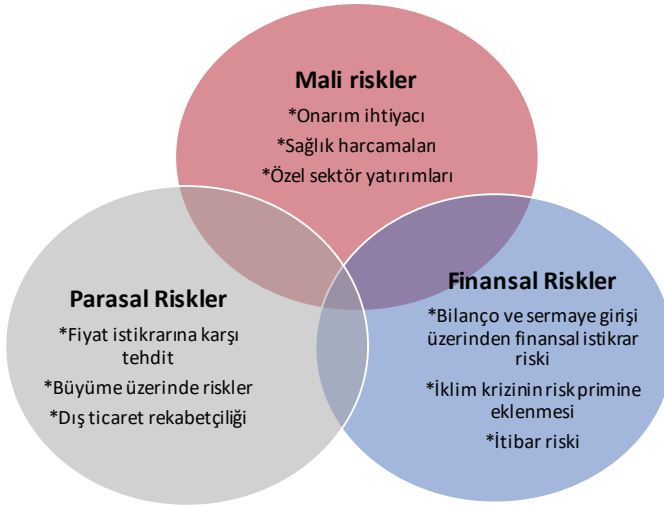 Mali riskler
*Onarım ihtiyacı
*Sağlık harcamaları
*Özel sektör yatırımları
Parasal Riskler
*Fiyat istikrarına karşı
tehdit
*Büyüme üzerinde riskler
*Dış ticaret rekabetçiliği
Finansal Riskler
*Bilanço ve sermaye girişi
üzerinden finansal istikrar
riski
*İklim krizinin risk primine
eklenmesi
*İtibar riski